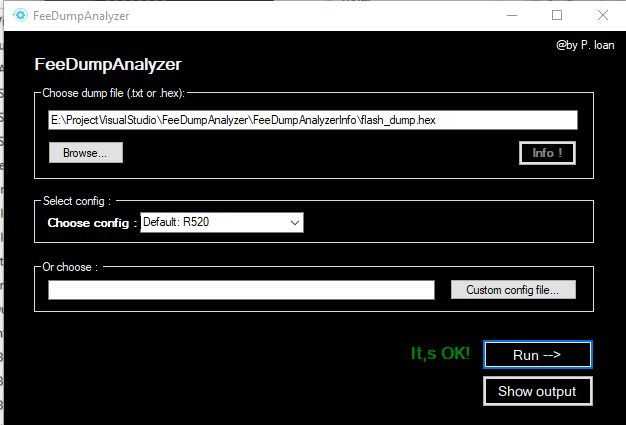 FeeDumpAnalyzer
@by P. Ioan
FeeDumpAnalyzer
Choose dump file (.txt or .hex):
E:\ProjectVisualStudio\FeeDumpAnalyzer\FeeDumpAnalyzerInfo\flash_dump.hex
Browse...
Info !
Select config :
Choose config : Default: R520
Or choose :
Custom config file...
It,s OK!
Run -->
Show output